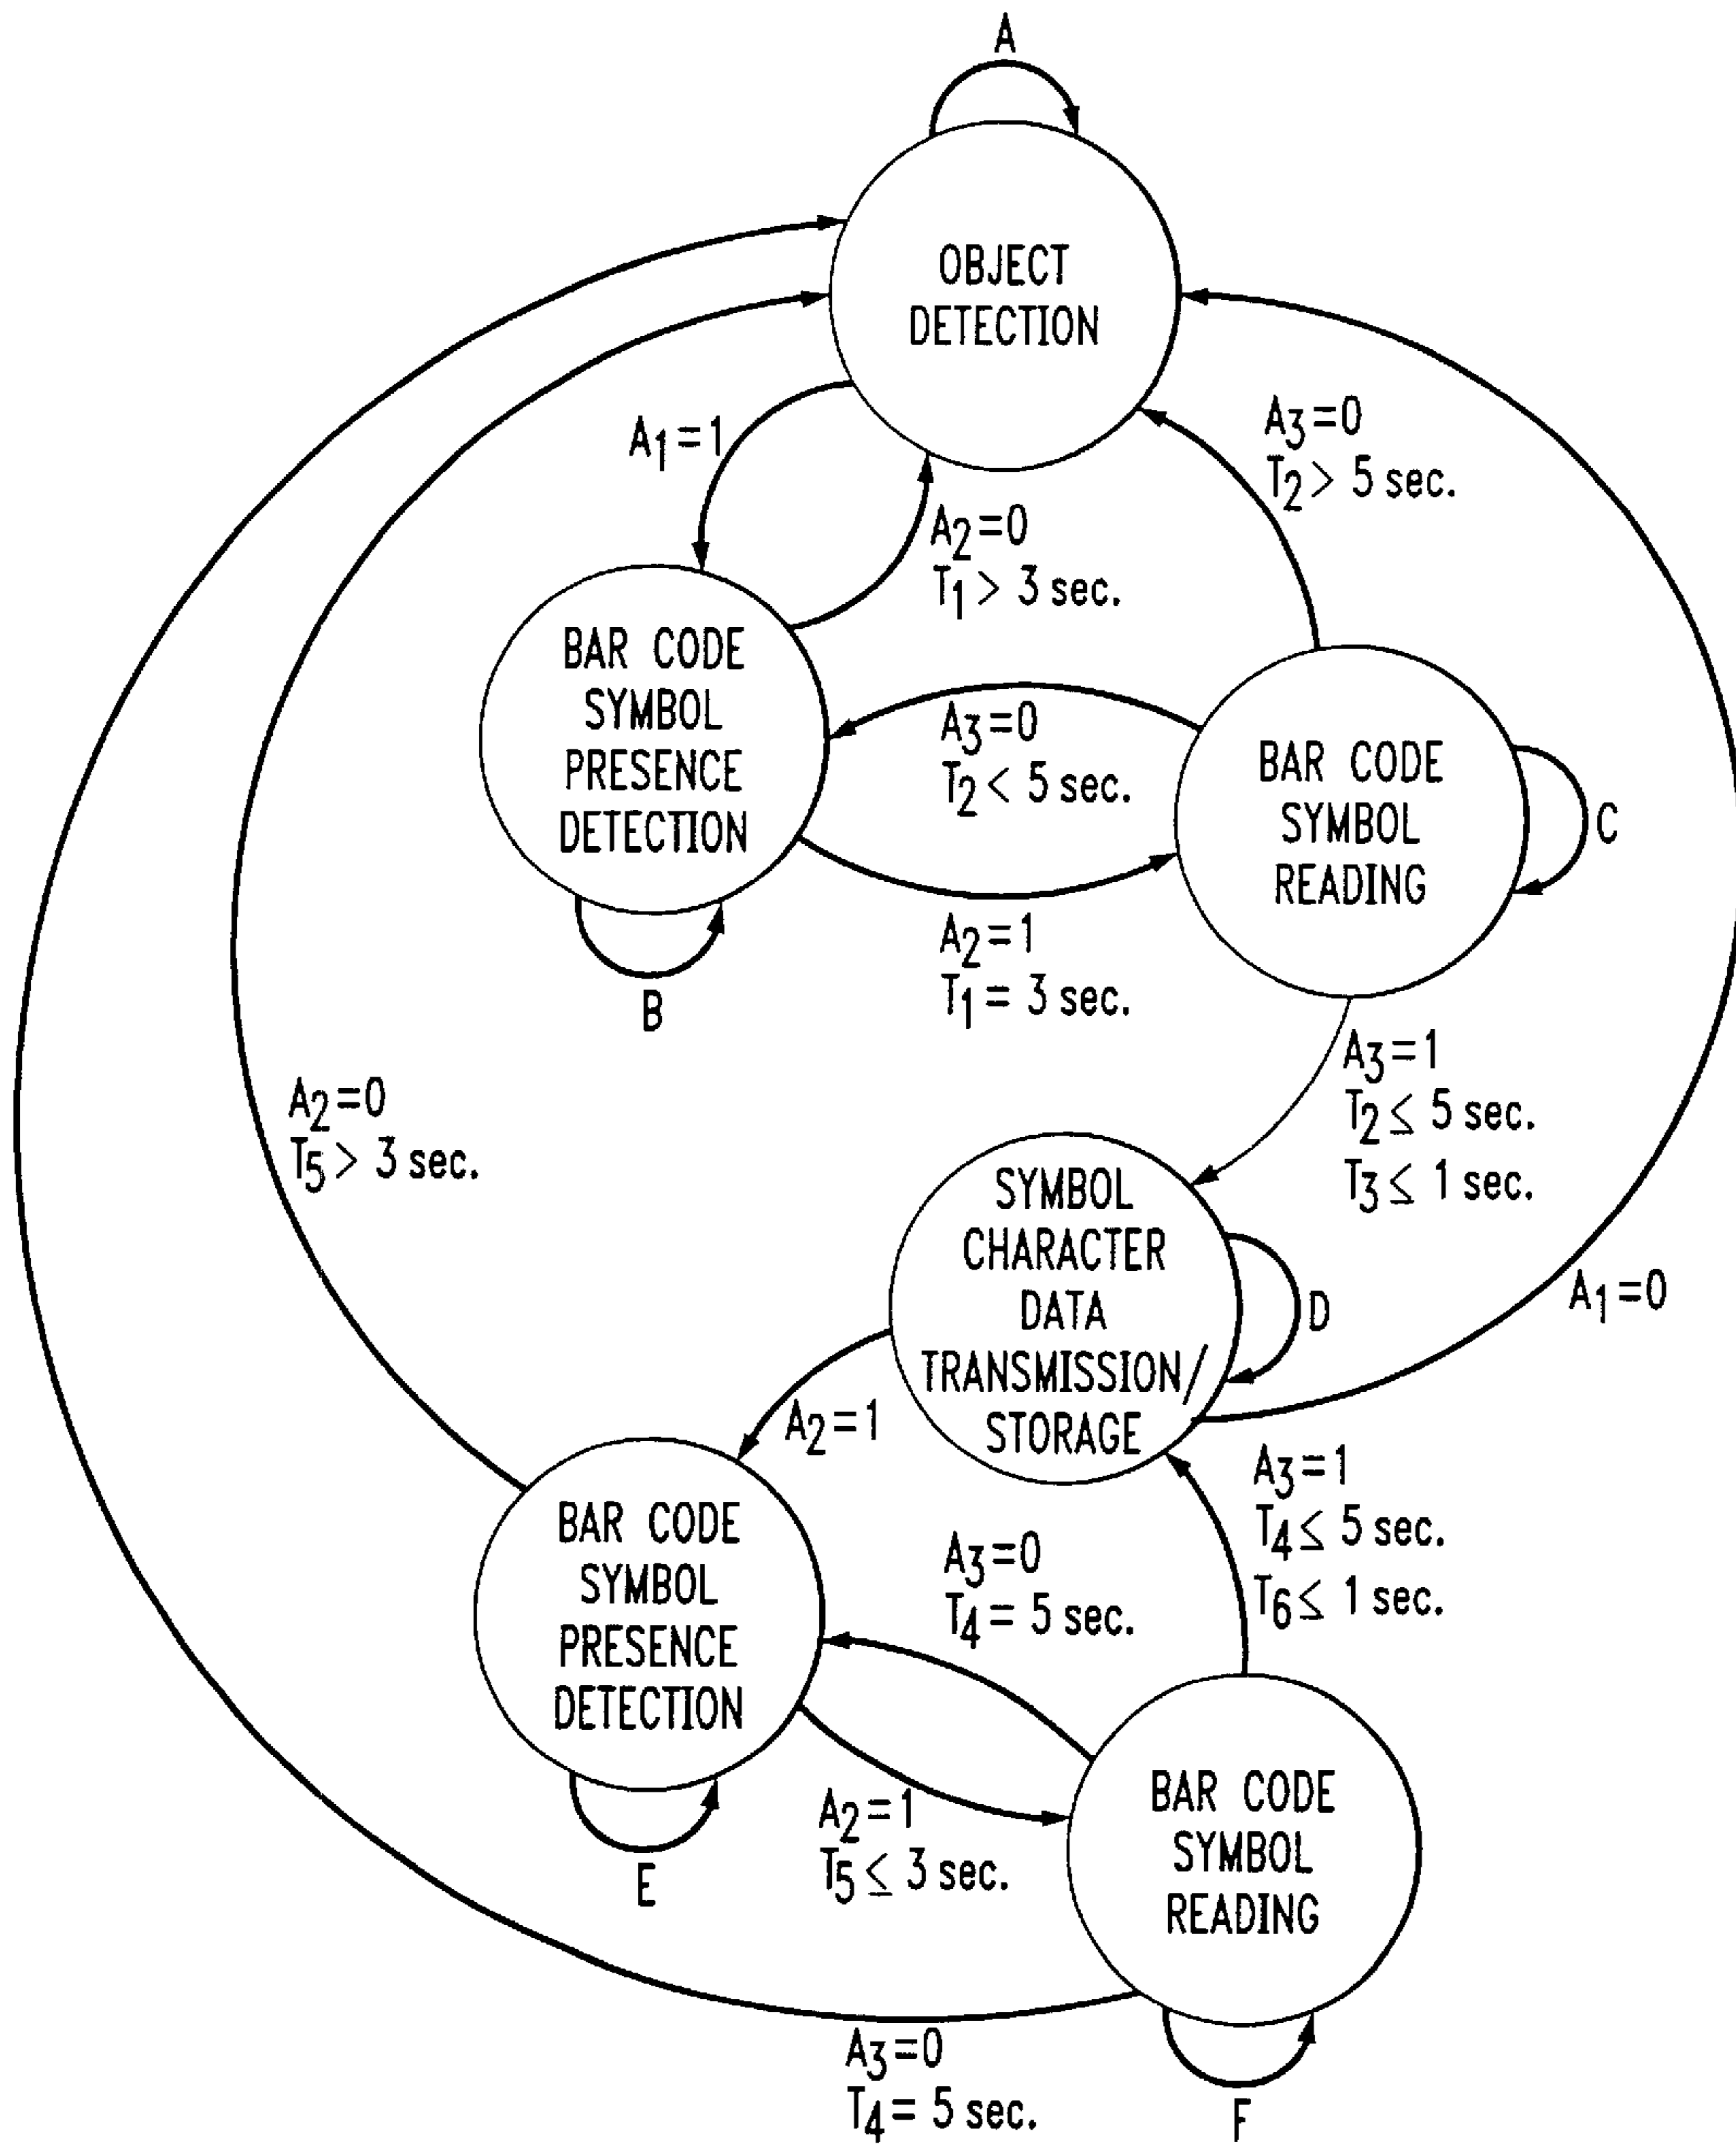 A
OBJECT
DETECTION
A1=1
A2=0
T1> 3 sec.
A3=0
T2> 5 sec.
BAR CODE
SYMBOL
PRESENCE
DETECTION
A3=0
T2< 5 sec.
BAR CODE
SYMBOL
READING
C
B
A2=1
T1= 3 sec.
A3=1
T2≤ 5 sec.
T3≤ 1 sec.
A2=0
T5> 3 sec.
SYMBOL
CHARACTER
DATA
TRANSMISSION/
STORAGE
D
A1=0
A2=1
A3=1
T4≤ 5 sec.
T6≤ 1 sec.
BAR CODE
SYMBOL
PRESENCE
DETECTION
A3=0
T4= 5 sec.
E
A2=1
T5≤ 3 sec.
BAR CODE
SYMBOL
READING
A3=0
T4= 5 sec.
F